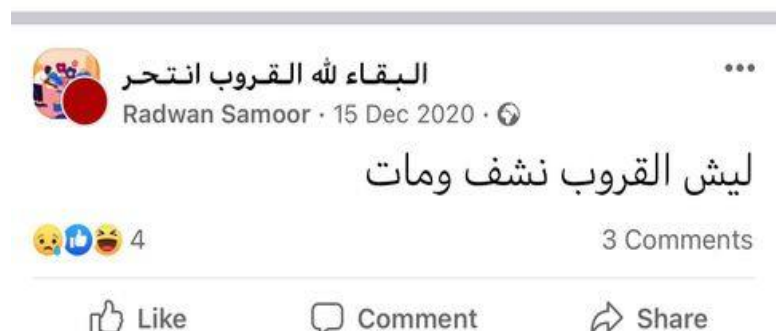 البقاء لله القروب انتحر
Radwan Samoor · 15 Dec 2020 ·
ليش القروب نشف ومات
4
3 Comments
Like
Comment
Share